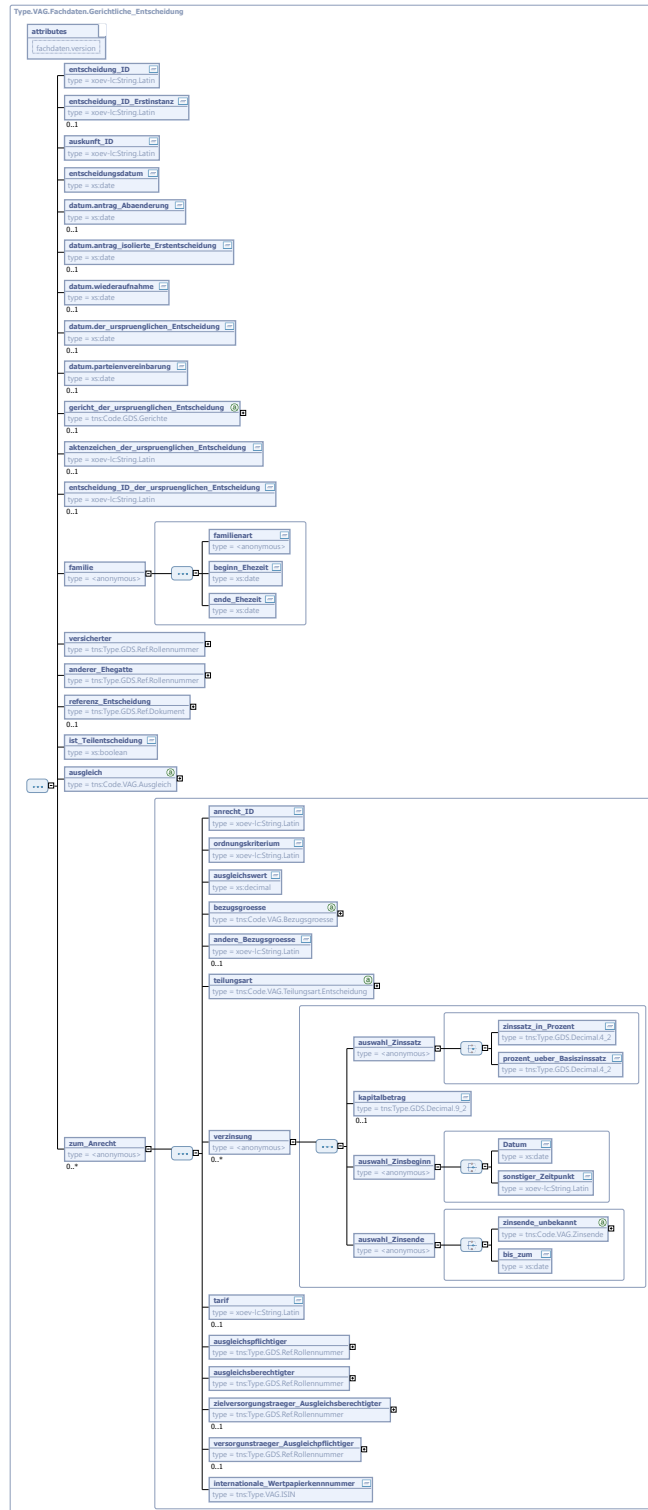 Type.VAG.Fachdaten.Gerichtliche_Entscheidung
attributes
fachdaten.version
entscheidung_ID
type = xoev-lc:String.Latin
entscheidung_ID_Erstinstanz
type = xoev-lc:String.Latin
0..1
auskunft_ID
type = xoev-lc:String.Latin
entscheidungsdatum
type = xs:date
datum.antrag_Abaenderung
type = xs:date
0..1
datum.antrag_isolierte_Erstentscheidung
type = xs:date
0..1
datum.wiederaufnahme
type = xs:date
0..1
datum.der_urspruenglichen_Entscheidung
type = xs:date
0..1
datum.parteienvereinbarung
type = xs:date
0..1
gericht_der_urspruenglichen_Entscheidung
type = tns:Code.GDS.Gerichte
0..1
aktenzeichen_der_urspruenglichen_Entscheidung
type = xoev-lc:String.Latin
0..1
entscheidung_ID_der_urspruenglichen_Entscheidung
type = xoev-lc:String.Latin
0..1
familie
type = <anonymous>
familienart
type = <anonymous>
beginn_Ehezeit
type = xs:date
ende_Ehezeit
type = xs:date
versicherter
type = tns:Type.GDS.Ref.Rollennummer
anderer_Ehegatte
type = tns:Type.GDS.Ref.Rollennummer
referenz_Entscheidung
type = tns:Type.GDS.Ref.Dokument
0..1
ist_Teilentscheidung
type = xs:boolean
ausgleich
type = tns:Code.VAG.Ausgleich
zum_Anrecht
type = <anonymous>
0..*
anrecht_ID
type = xoev-lc:String.Latin
ordnungskriterium
type = xoev-lc:String.Latin
ausgleichswert
type = xs:decimal
bezugsgroesse
type = tns:Code.VAG.Bezugsgroesse
andere_Bezugsgroesse
type = xoev-lc:String.Latin
0..1
teilungsart
type = tns:Code.VAG.Teilungsart.Entscheidung
verzinsung
type = <anonymous>
0..*
auswahl_Zinssatz
type = <anonymous>
zinssatz_in_Prozent
type = tns:Type.GDS.Decimal.4_2
prozent_ueber_Basiszinssatz
type = tns:Type.GDS.Decimal.4_2
kapitalbetrag
type = tns:Type.GDS.Decimal.9_2
0..1
auswahl_Zinsbeginn
type = <anonymous>
Datum
type = xs:date
sonstiger_Zeitpunkt
type = xoev-lc:String.Latin
auswahl_Zinsende
type = <anonymous>
zinsende_unbekannt
type = tns:Code.VAG.Zinsende
bis_zum
type = xs:date
tarif
type = xoev-lc:String.Latin
0..1
ausgleichspflichtiger
type = tns:Type.GDS.Ref.Rollennummer
ausgleichsberechtigter
type = tns:Type.GDS.Ref.Rollennummer
zielversorgungstraeger_Ausgleichsberechtigter
type = tns:Type.GDS.Ref.Rollennummer
0..1
versorgunstraeger_Ausgleichpflichtiger
type = tns:Type.GDS.Ref.Rollennummer
0..1
internationale_Wertpapierkennnummer
type = tns:Type.VAG.ISIN